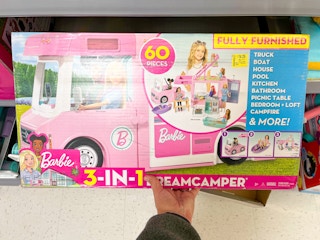 60
PIECES
FULLY FURNISHED
TRUCK
BOAT
HOUSE
POOL
KITCHEN
BATHROOM
PICNIC TABLE
BEDROOM + LOFT
CAMPFIRE
& MORE!
B
Barbie
Barbie
3-IN-1 DREAMCAMPER